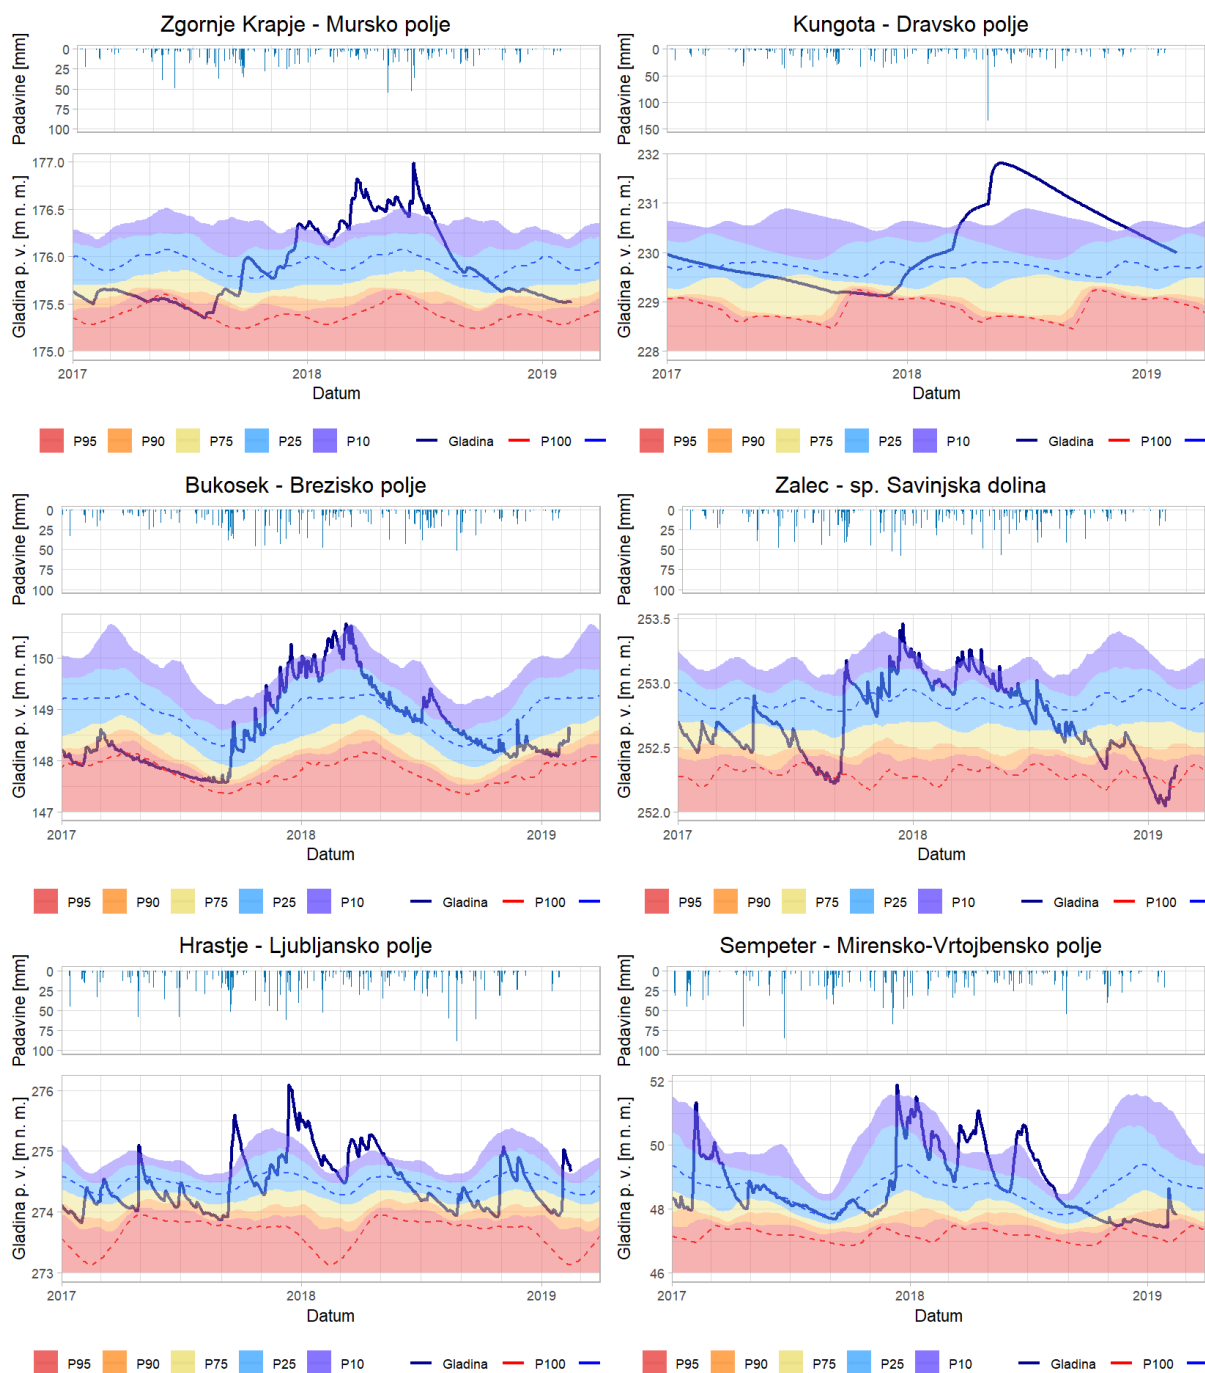 Zgornje Krapje - Mursko polje
Padavine [mm]
0
25
50
75
100
Gladina p. v. [m n. m.]
177.0
176.5
176.0
175.5
175.0
2017
2018
2019
Datum
P95 P90 P75 P25 P10 Gladina P100
Kungota - Dravsko polje
Padavine [mm]
0
50
100
150
Gladina p. v. [m n. m.]
232
231
230
229
228
2017
2018
2019
Datum
P95 P90 P75 P25 P10 Gladina P100
Bukosek - Brezisko polje
Padavine [mm]
0
25
50
75
100
Gladina p. v. [m n. m.]
150
149
148
147
2017
2018
2019
Datum
P95 P90 P75 P25 P10 Gladina P100
Zalec - sp. Savinjska dolina
Padavine [mm]
0
25
50
75
100
Gladina p. v. [m n. m.]
253.5
253.0
252.5
252.0
2017
2018
2019
Datum
P95 P90 P75 P25 P10 Gladina P100
Hrastje - Ljubljansko polje
Padavine [mm]
0
25
50
75
100
Gladina p. v. [m n. m.]
276
275
274
273
2017
2018
2019
Datum
P95 P90 P75 P25 P10 Gladina P100
Sempeter - Mirensko-Vrtojbensko polje
Padavine [mm]
0
25
50
75
100
Gladina p. v. [m n. m.]
52
50
48
46
2017
2018
2019
Datum
P95 P90 P75 P25 P10 Gladina P100